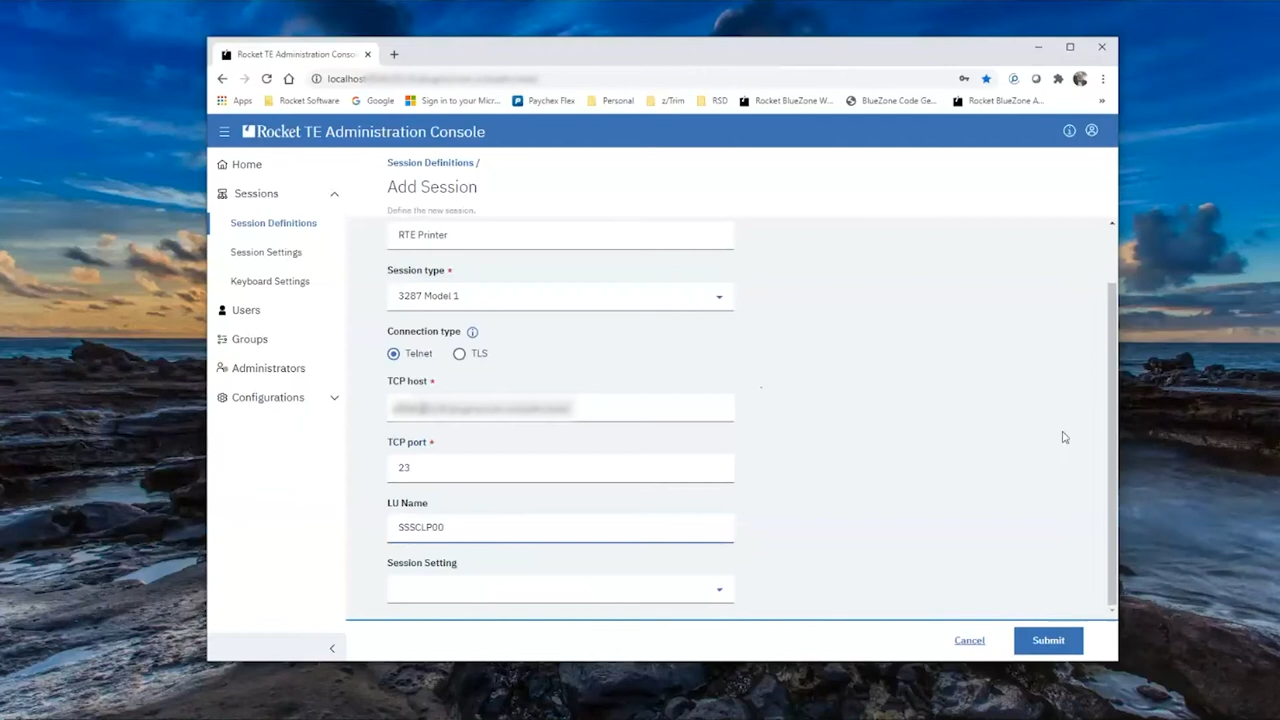 Rocket TE Administration Conso
localhost
Apps
Rocket Software
Google
Sign in to your Mic...
Paychex Flex
Personal
z/Trim
RSD
Rocket BlueZone W...
BlueZone Code Ge...
Rocket BlueZone A...
»
Rocket TE Administration Console
Home
Sessions
Session Definitions
Session Settings
Keyboard Settings
Users
Groups
Administrators
Configurations
Session Definitions /
Add Session
Define the new session.
RTE Printer
Session type *
3287 Model 1
Connection type
Telnet
TLS
TCP host *
TCP port *
23
LU Name
SSSCLP00
Session Setting
Cancel
Submit